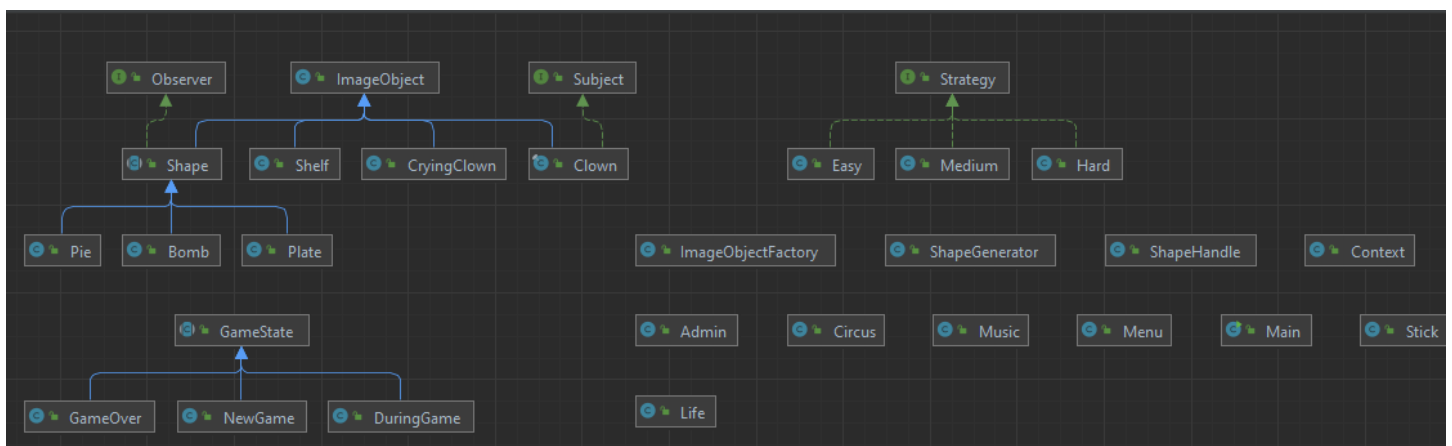 Observer ImageObject Subject Strategy
Shape Shelf CryingClown Clown Easy Medium Hard
Pie Bomb Plate ImageObjectFactory ShapeGenerator ShapeHandle Context
GameState Admin Circus Music Menu Main Stick
GameOver NewGame DuringGame Life